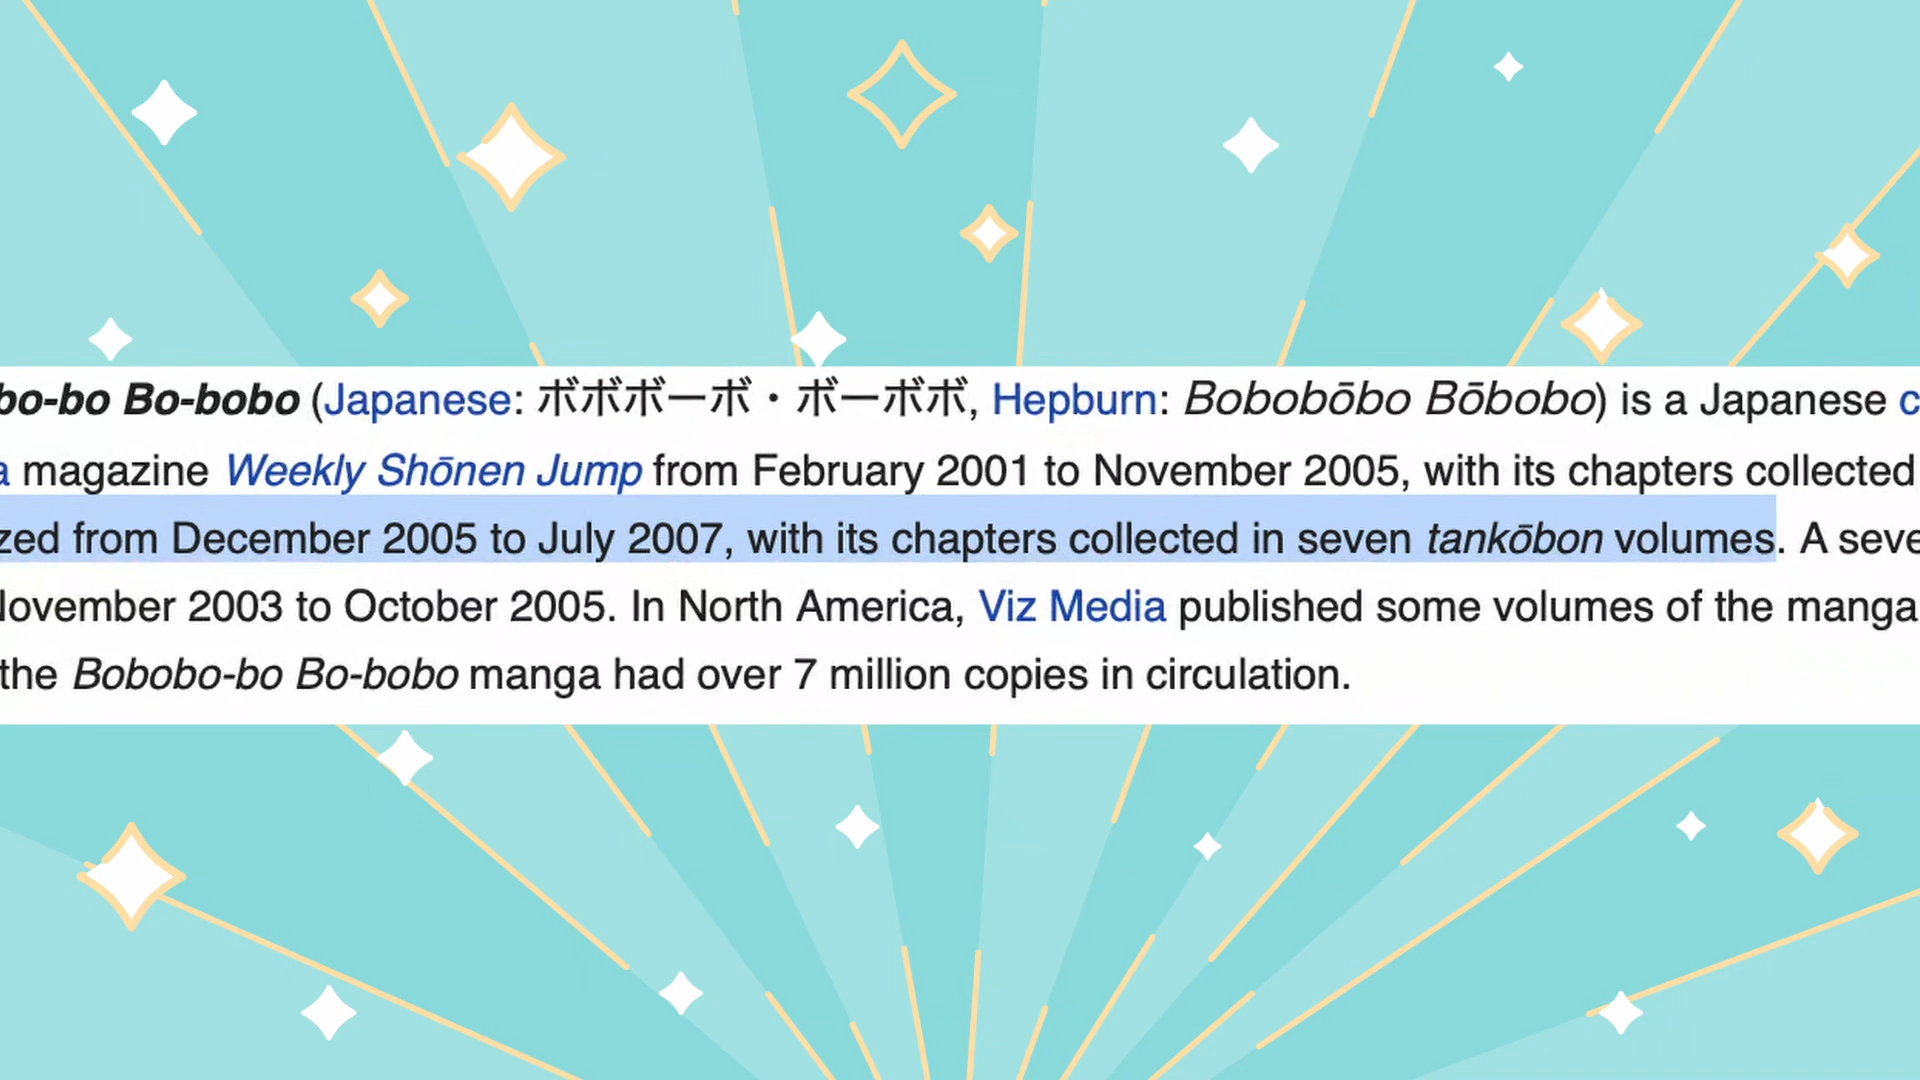 bo-bo Bo-bobo (Japanese: ボボボーボ・ボーボボ, Hepburn: Bobobōbo Bōbobo) is a Japanese
magazine Weekly Shōnen Jump from February 2001 to November 2005, with its chapters collected
zed from December 2005 to July 2007, with its chapters collected in seven tankōbon volumes. A seve
November 2003 to October 2005. In North America, Viz Media published some volumes of the manga
the Bobobo-bo Bo-bobo manga had over 7 million copies in circulation.